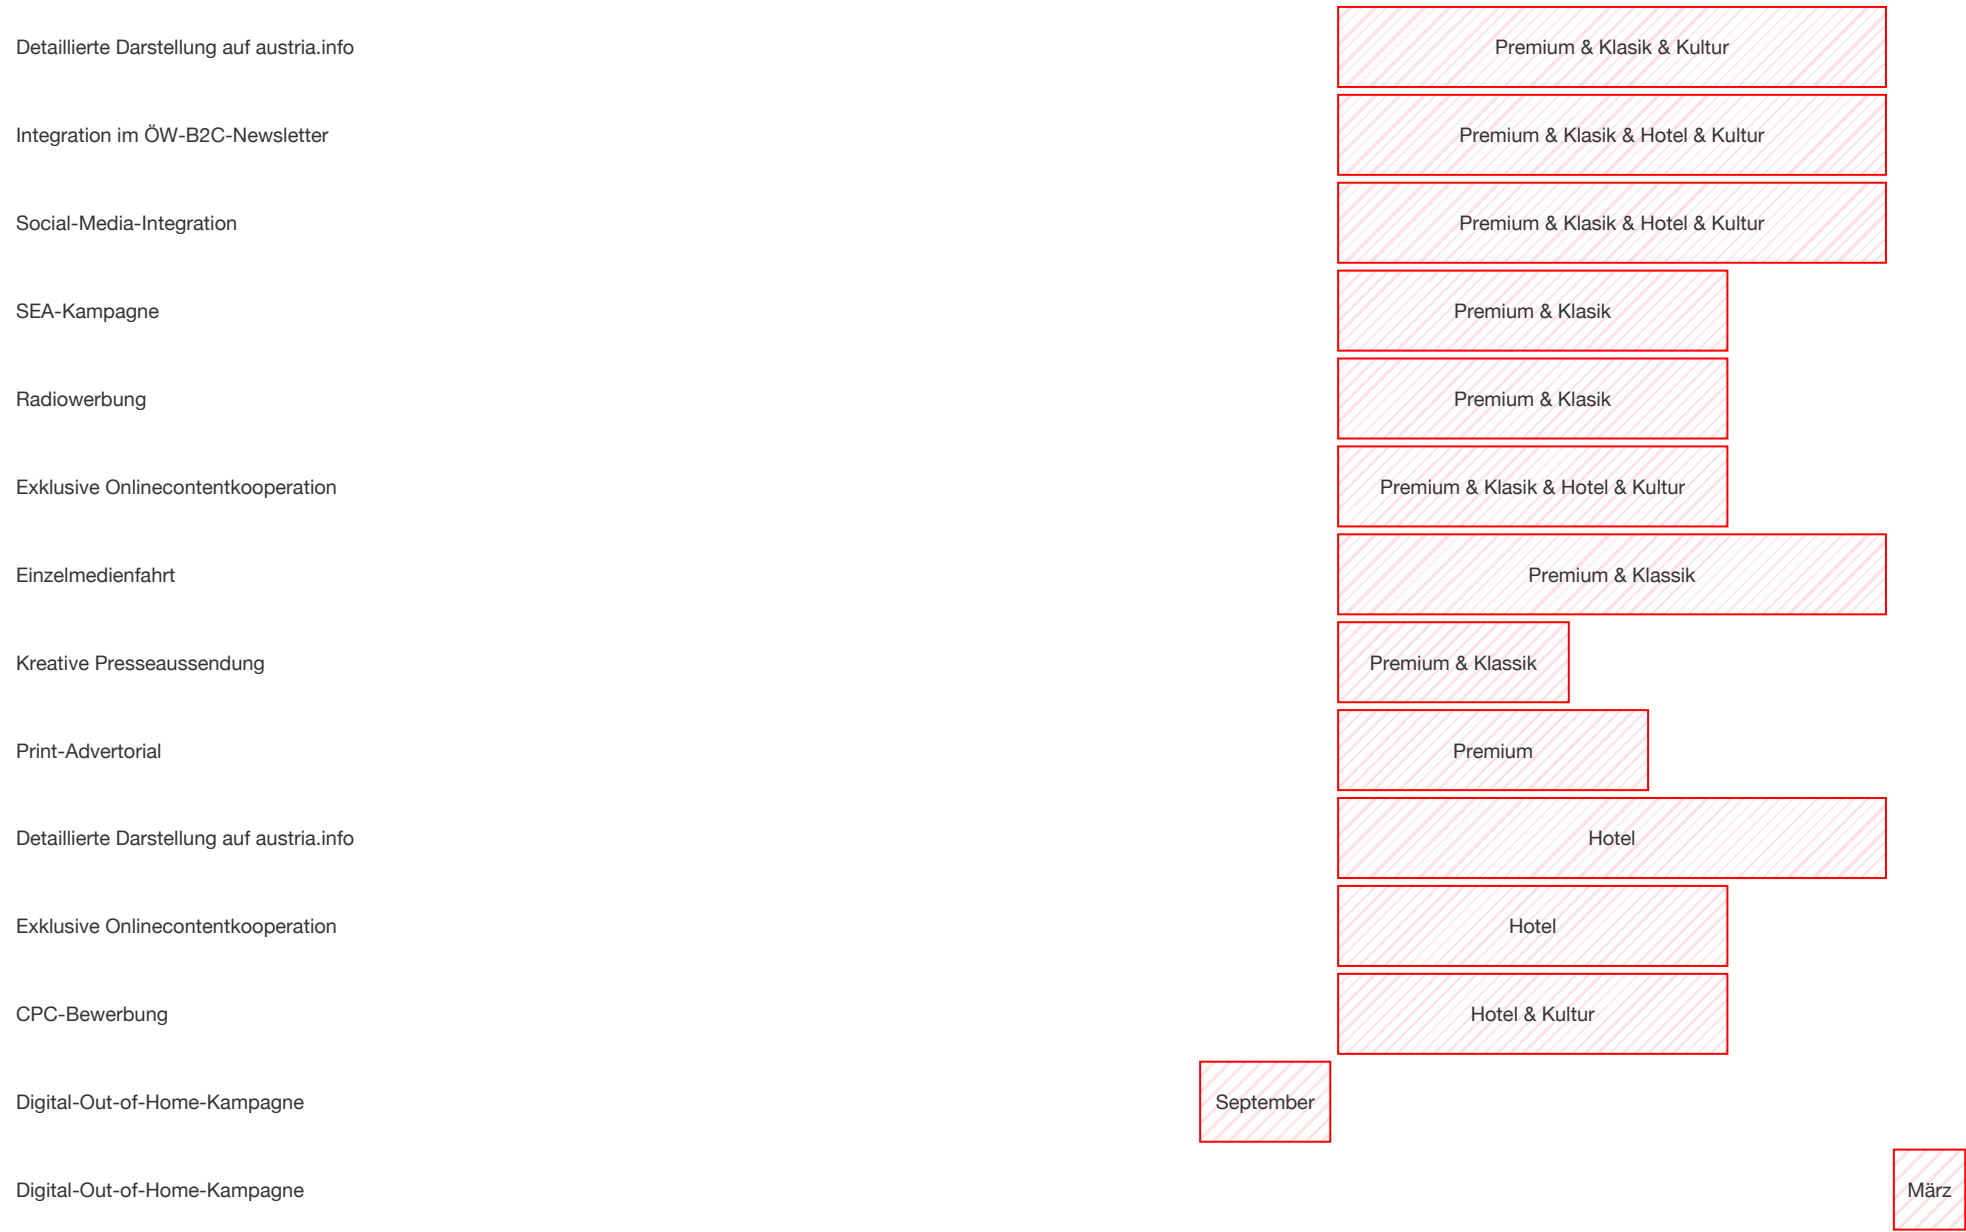 Detaillierte Darstellung auf austria.info
Premium & Klasik & Kultur
Integration im ÖW-B2C-Newsletter
Premium & Klasik & Hotel & Kultur
Social-Media-Integration
Premium & Klasik & Hotel & Kultur
SEA-Kampagne
Premium & Klasik
Radiowerbung
Premium & Klasik
Exklusive Onlinecontentkooperation
Premium & Klasik & Hotel & Kultur
Einzelmedienfahrt
Premium & Klassik
Kreative Presseaussendung
Premium & Klassik
Print-Advertorial
Premium
Detaillierte Darstellung auf austria.info
Hotel
Exklusive Onlinecontentkooperation
Hotel
CPC-Bewerbung
Hotel & Kultur
Digital-Out-of-Home-Kampagne
September
Digital-Out-of-Home-Kampagne
März